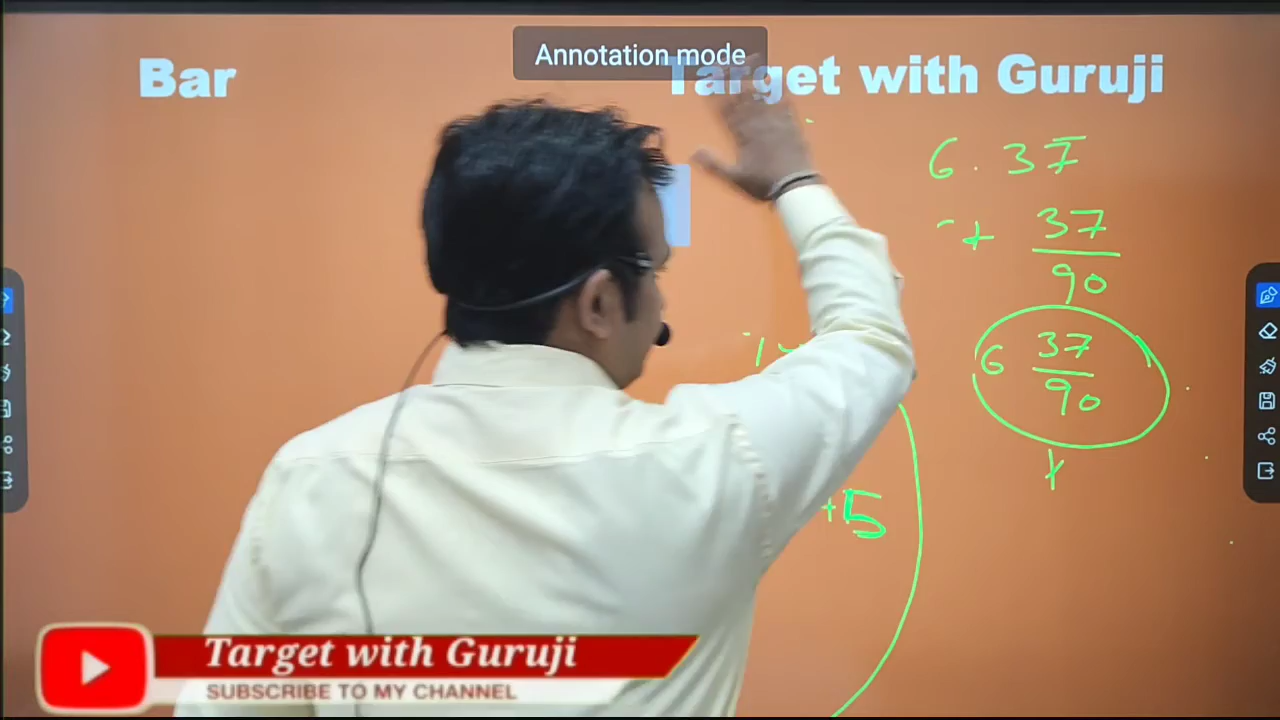 Annotation mode
Bar
Target with Guruji
6.37̅
+ 37/90
6 37/90
+5
Target with Guruji
SUBSCRIBE TO MY CHANNEL